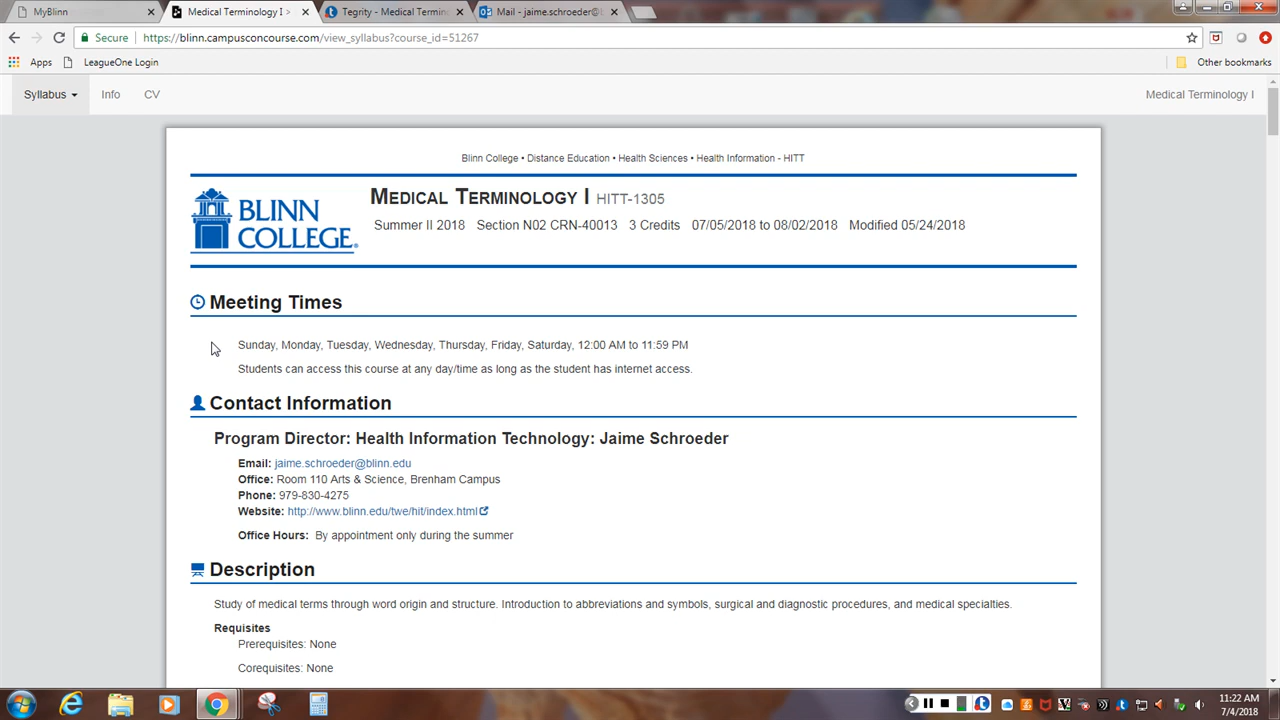 MyBlinn
Medical Terminology I >
Tegrity - Medical Termin
Mail - jaime.schroeder@b
Secure https://blinn.campusconcourse.com/view_syllabus?course_id=51267
Apps LeagueOne Login Other bookmarks
Syllabus Info CV Medical Terminology I
Blinn College • Distance Education • Health Sciences • Health Information - HITT
BLINN COLLEGE®
MEDICAL TERMINOLOGY I HITT-1305
Summer II 2018 Section N02 CRN-40013 3 Credits 07/05/2018 to 08/02/2018 Modified 05/24/2018
Meeting Times
Sunday, Monday, Tuesday, Wednesday, Thursday, Friday, Saturday, 12:00 AM to 11:59 PM
Students can access this course at any day/time as long as the student has internet access.
Contact Information
Program Director: Health Information Technology: Jaime Schroeder
Email: jaime.schroeder@blinn.edu
Office: Room 110 Arts & Science, Brenham Campus
Phone: 979-830-4275
Website: http://www.blinn.edu/twe/hit/index.html
Office Hours: By appointment only during the summer
Description
Study of medical terms through word origin and structure. Introduction to abbreviations and symbols, surgical and diagnostic procedures, and medical specialties.
Requisites
Prerequisites: None
Corequisites: None
11:22 AM
7/4/2018